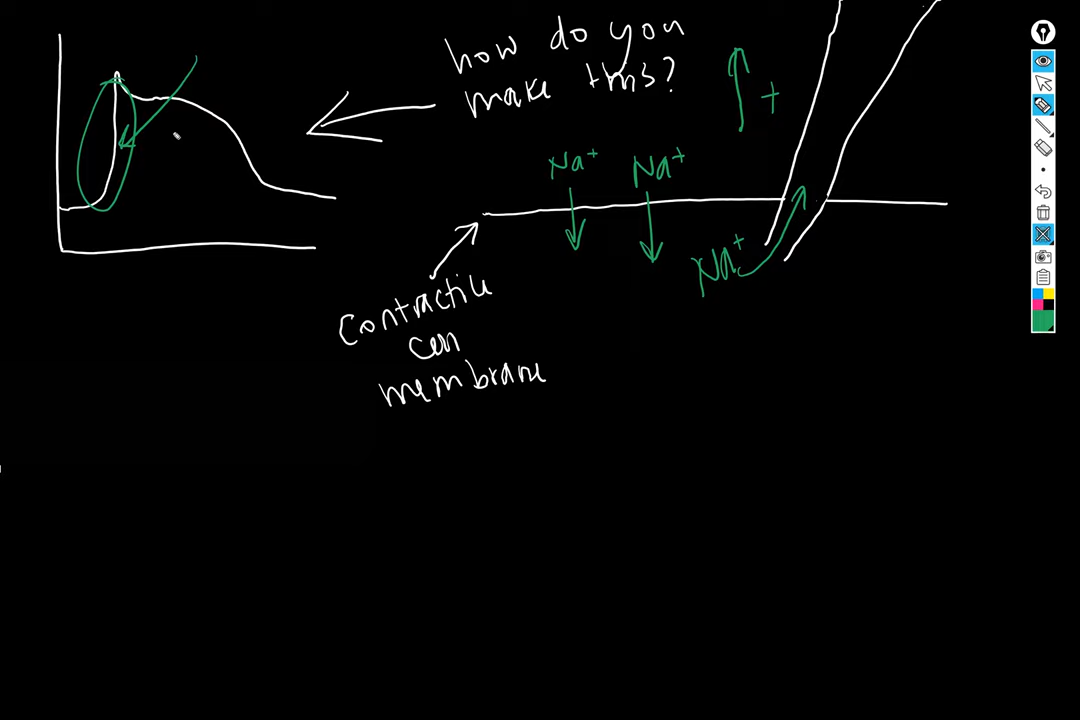 how do you
make this?
+
Na+ Na+
Na+
Contractile
cell
membrane